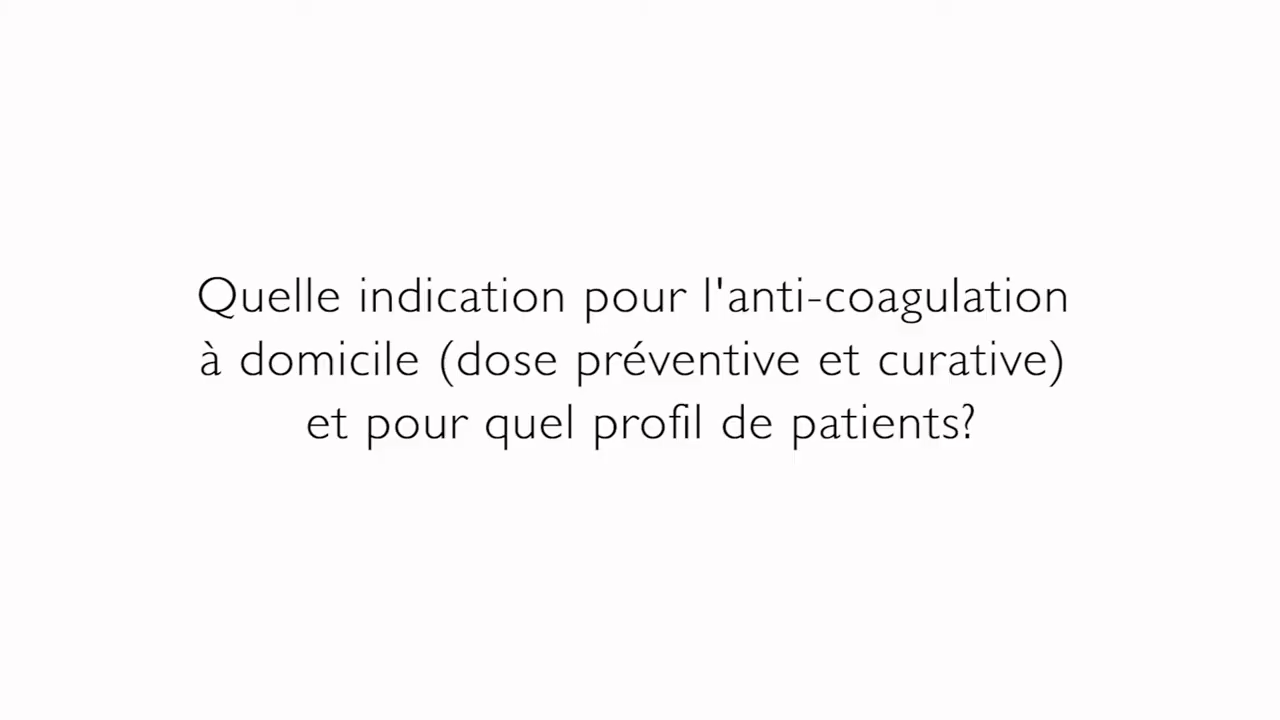 Quelle indication pour l'anti-coagulation
à domicile (dose préventive et curative)
et pour quel profil de patients?